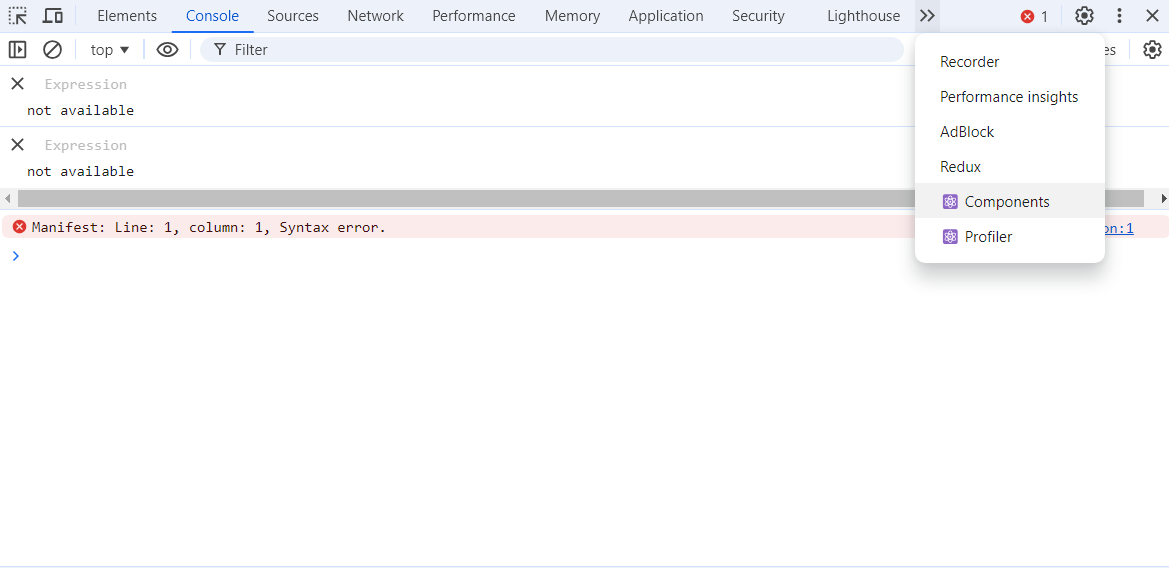 Elements Console Sources Network Performance Memory Application Security Lighthouse 1
top Filter es
Expression
not available
Expression
not available
Manifest: Line: 1, column: 1, Syntax error. on:1
Recorder
Performance insights
AdBlock
Redux
Components
Profiler